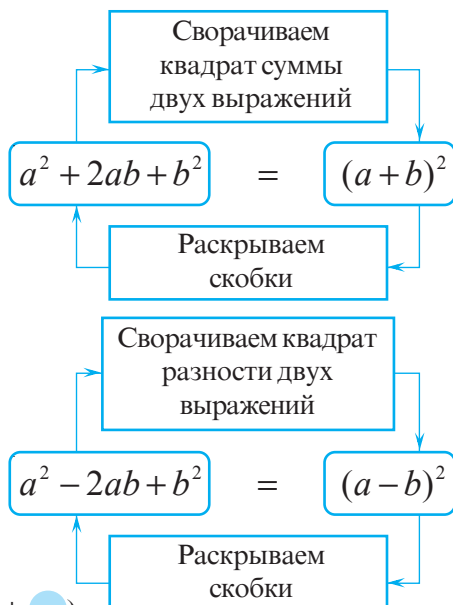 Сворачиваем
квадрат суммы
двух выражений
a² + 2ab + b² = (a + b)²
Раскрываем
скобки
Сворачиваем квадрат
разности двух
выражений
a² − 2ab + b² = (a − b)²
Раскрываем
скобки